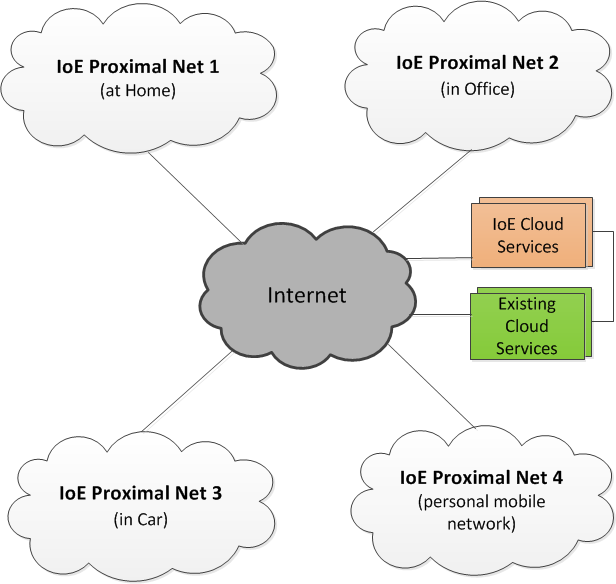 IoE Proximal Net 1
(at Home)
IoE Proximal Net 2
(in Office)
IoE Cloud
Services
Internet
Existing
Cloud
Services
IoE Proximal Net 3
(in Car)
IoE Proximal Net 4
(personal mobile
network)